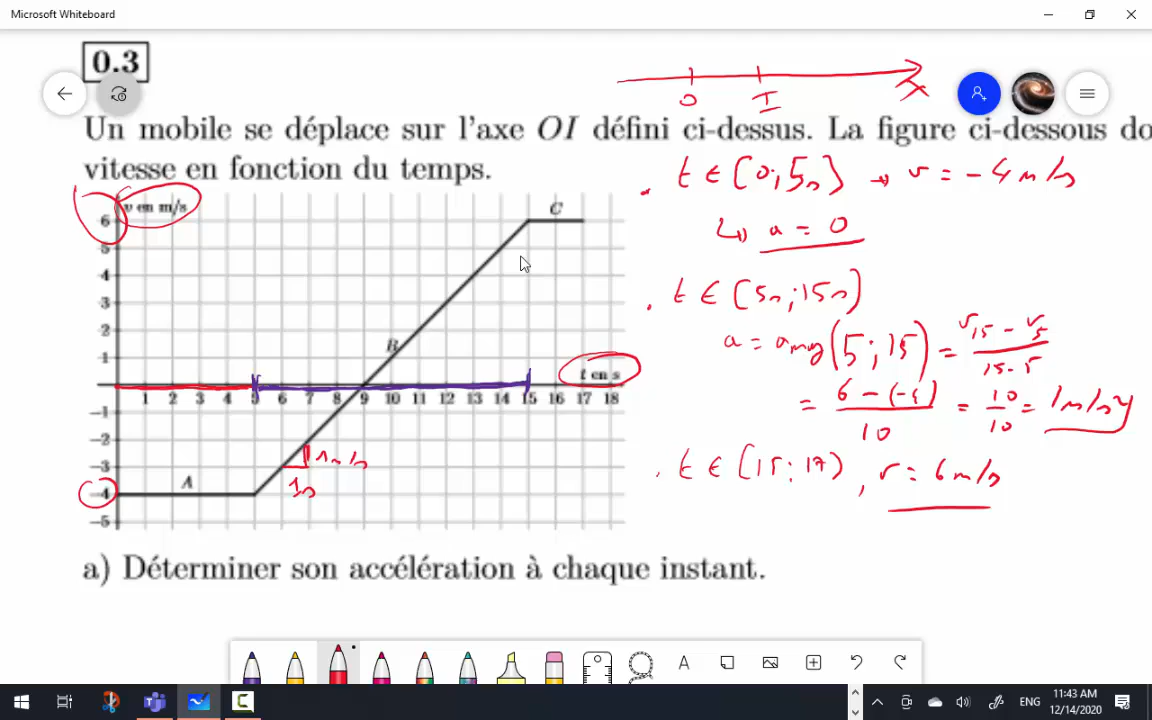 Microsoft Whiteboard
0.3
O I X
Un mobile se déplace sur l'axe OI défini ci-dessus. La figure ci-dessous do
vitesse en fonction du temps.
v en m/s
6
5
4
3
2
1
-1
-2
-3
-4
-5
1 2 3 4 5 6 7 8 9 10 11 12 13 14 15 16 17 18
t en s
A
B
C
1m/s
1s
. t ∈ [0; 5s] → v = -4 m/s
↳ a = 0
. t ∈ [5s; 15s]
a = amoy (5; 15) = v15 - v5 / 15 - 5
= 6 - (-4) / 10 = 10 / 10 = 1 m/s²
. t ∈ [15; 17], v = 6 m/s
a) Déterminer son accélération à chaque instant.
A
ENG
11:43 AM
12/14/2020